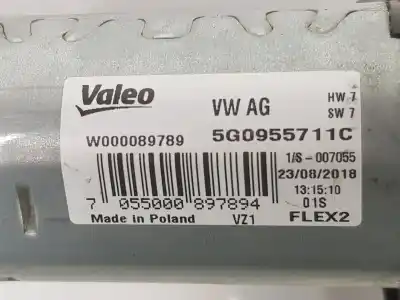 Valeo
VW AG
HW 7
SW 7
W000089789
5G0955711C
1/S-007055
23/08/2018
13:15:10
7 055000 897894
01S
Made in Poland
VZ1
FLEX2